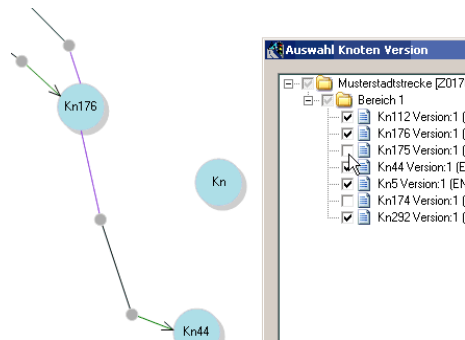 Kn176
Kn
Kn44
Auswahl Knoten Version
Musterstadtstrecke [Z017
Bereich 1
Kn112 Version:1 (
Kn176 Version:1 (
Kn175 Version:1 (
Kn44 Version:1 (E
Kn5 Version:1 (EN
Kn174 Version:1 (
Kn292 Version:1 (